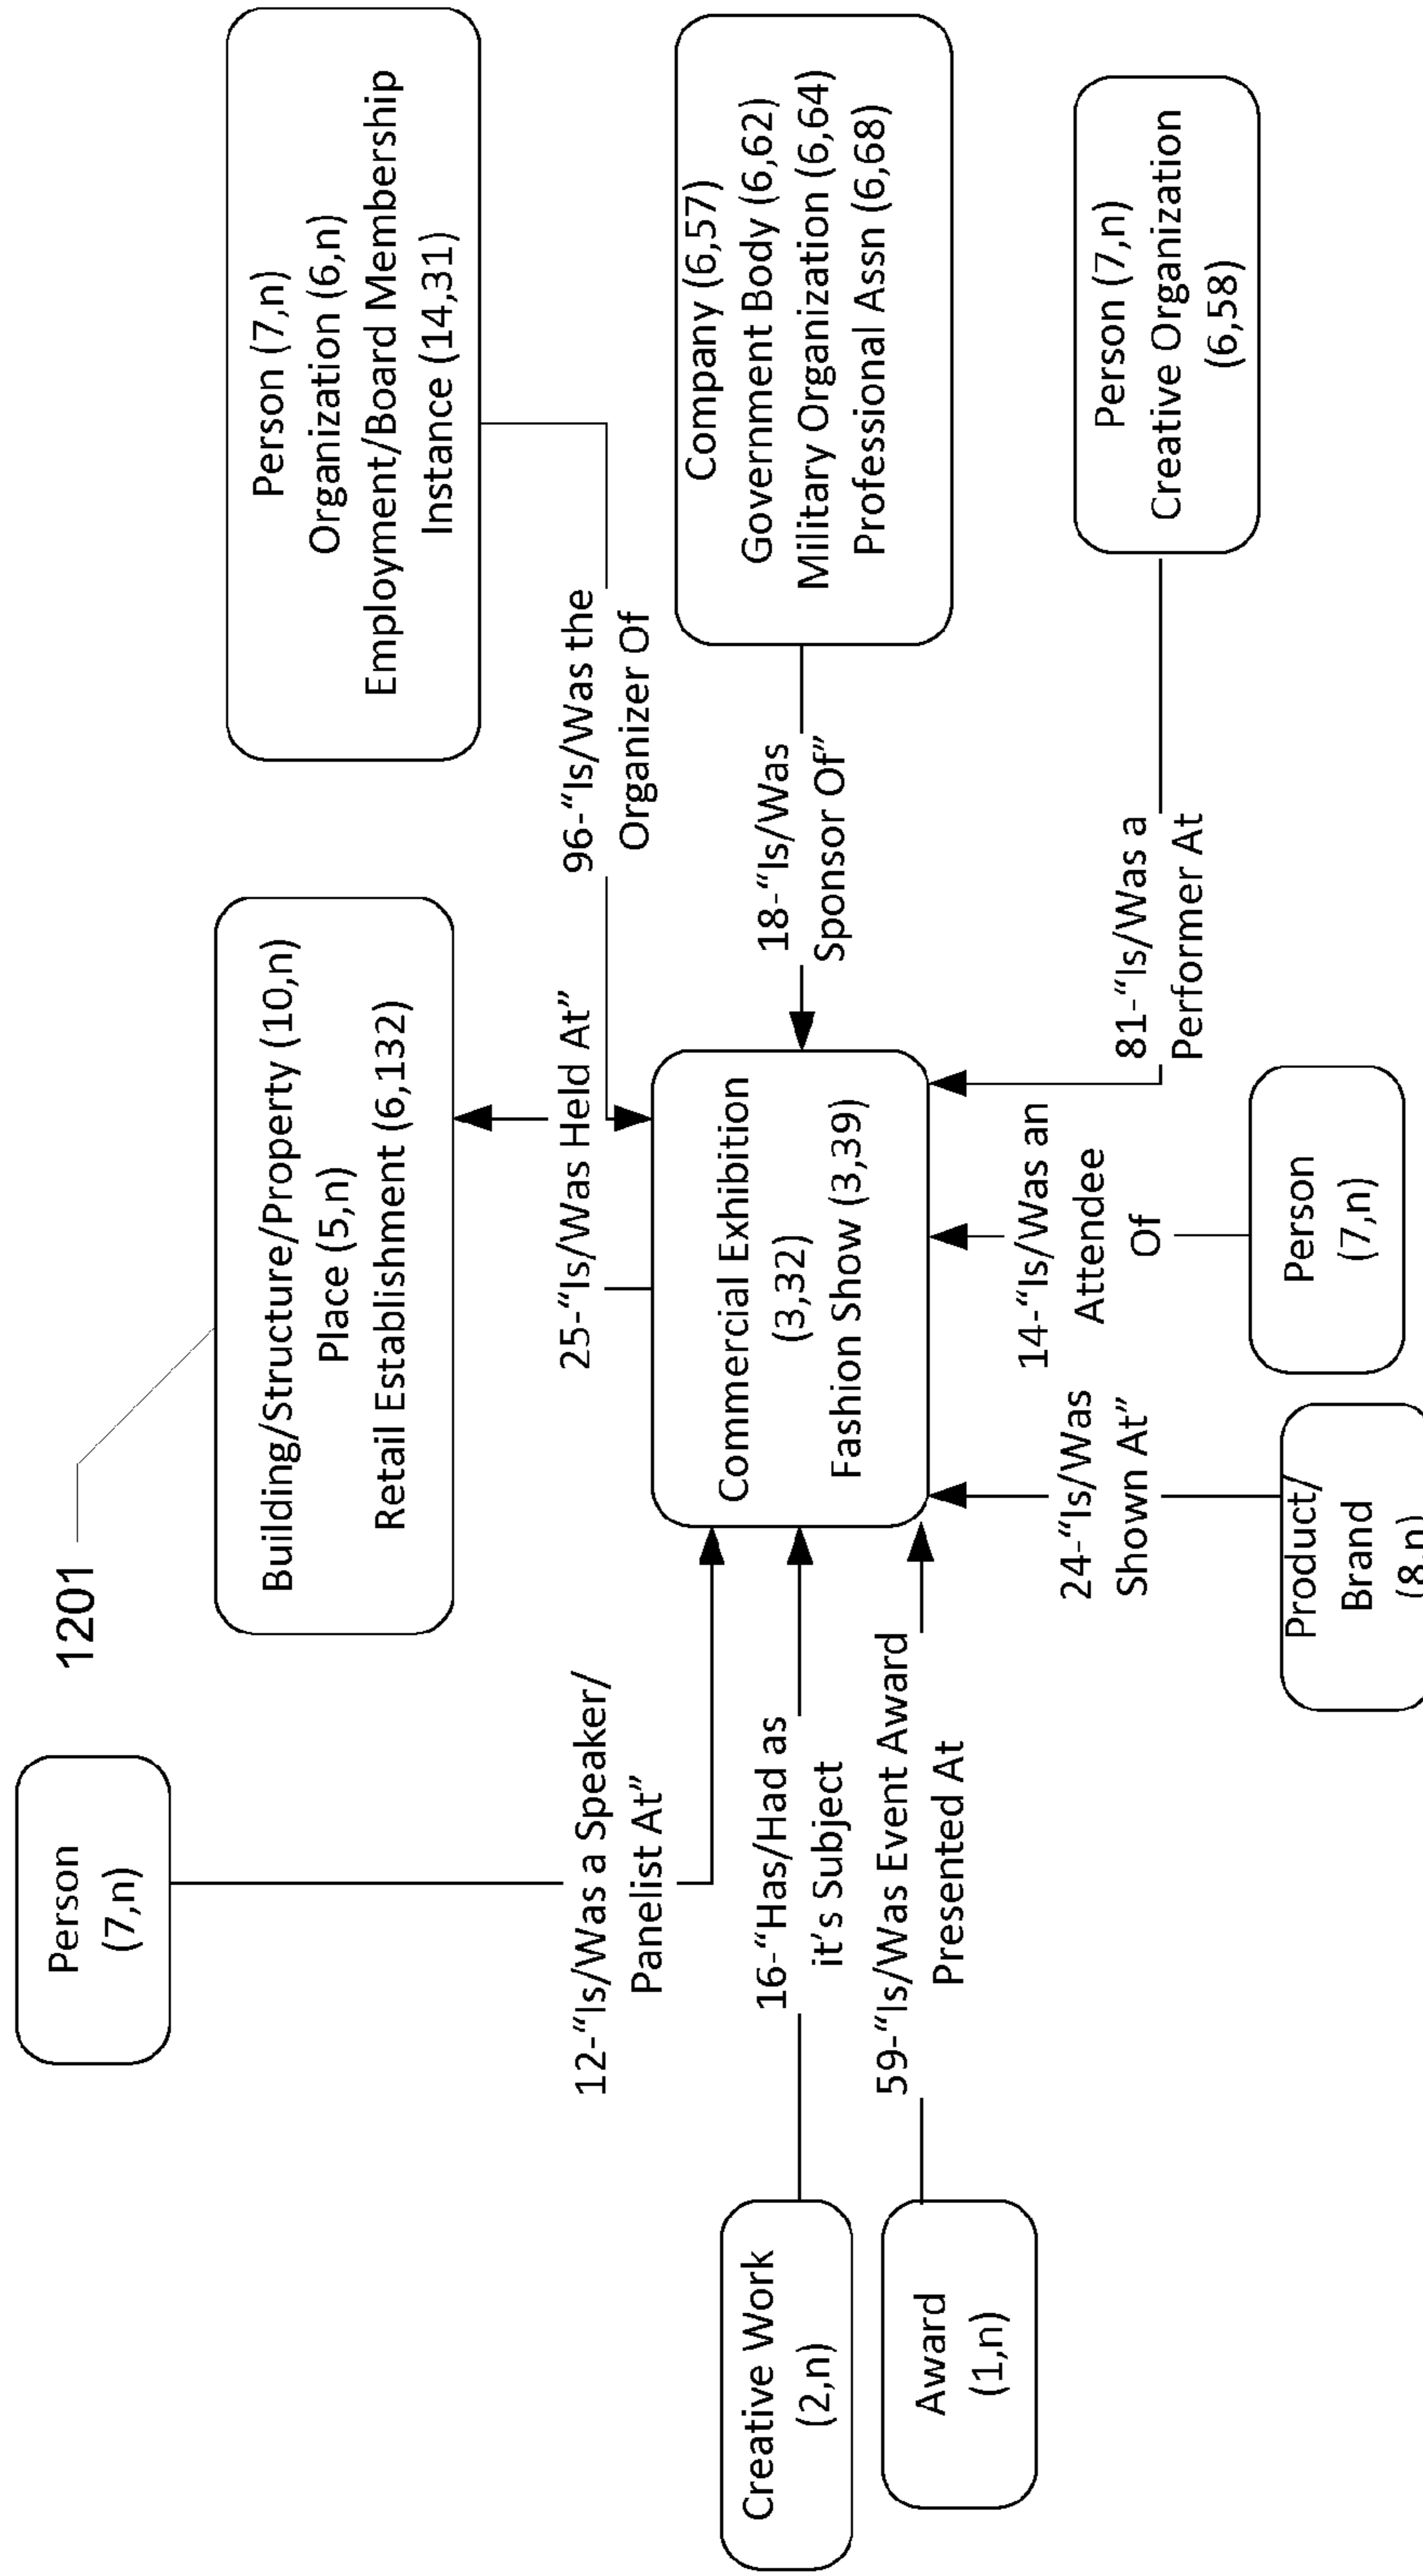 1201
Person
(7,n)
Building/Structure/Property (10,n)
Place (5,n)
Retail Establishment (6,132)
Person (7,n)
Organization (6,n)
Employment/Board Membership
Instance (14,31)
12-“Is/Was a Speaker/
Panelist At”
25-“Is/Was Held At”
96-“Is/Was the
Organizer Of
Creative Work
(2,n)
16-“Has/Had as
it’s Subject
Commercial Exhibition
(3,32)
Fashion Show (3,39)
18-“Is/Was
Sponsor Of”
Company (6,57)
Government Body (6,62)
Military Organization (6,64)
Professional Assn (6,68)
Award
(1,n)
59-“Is/Was Event Award
Presented At
24-“Is/Was
Shown At”
14-“Is/Was an
Attendee
Of
81-“Is/Was a
Performer At
Person (7,n)
Creative Organization
(6,58)
Product/
Brand
(8,n)
Person
(7,n)